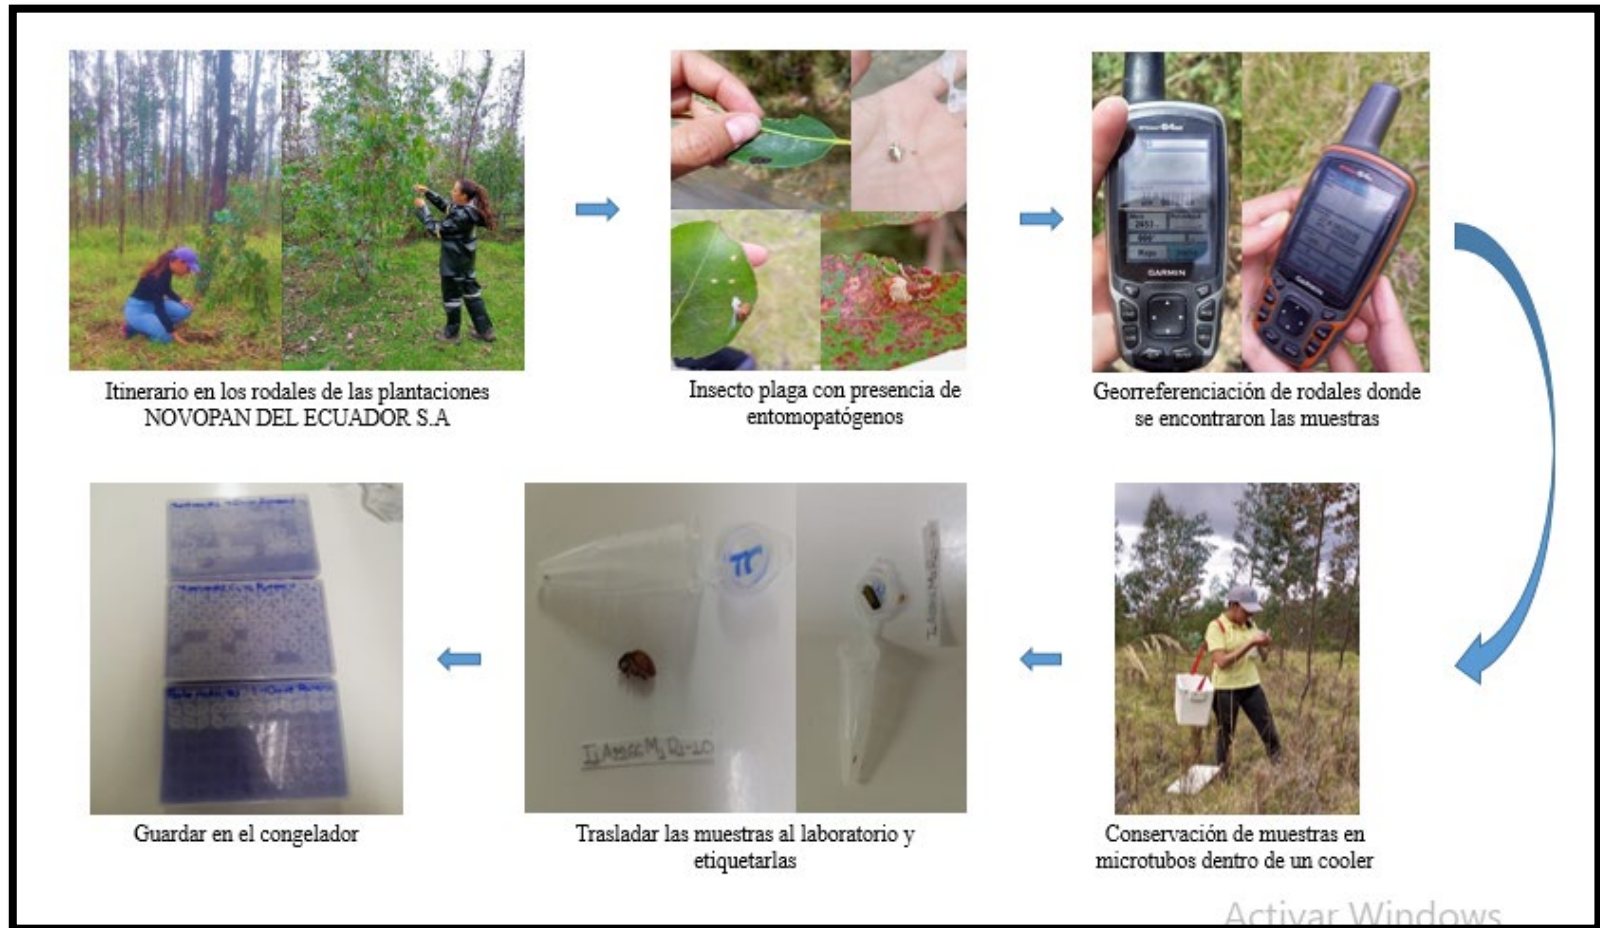 Itinerario en los rodales de las plantaciones
NOVOPAN DEL ECUADOR S.A
Insecto plaga con presencia de
entomopatógenos
GARMIN
Georreferenciación de rodales donde
se encontraron las muestras
Guardar en el congelador
Trasladar las muestras al laboratorio y
etiquetarlas
Conservación de muestras en
microtubos dentro de un cooler
Activar Windows